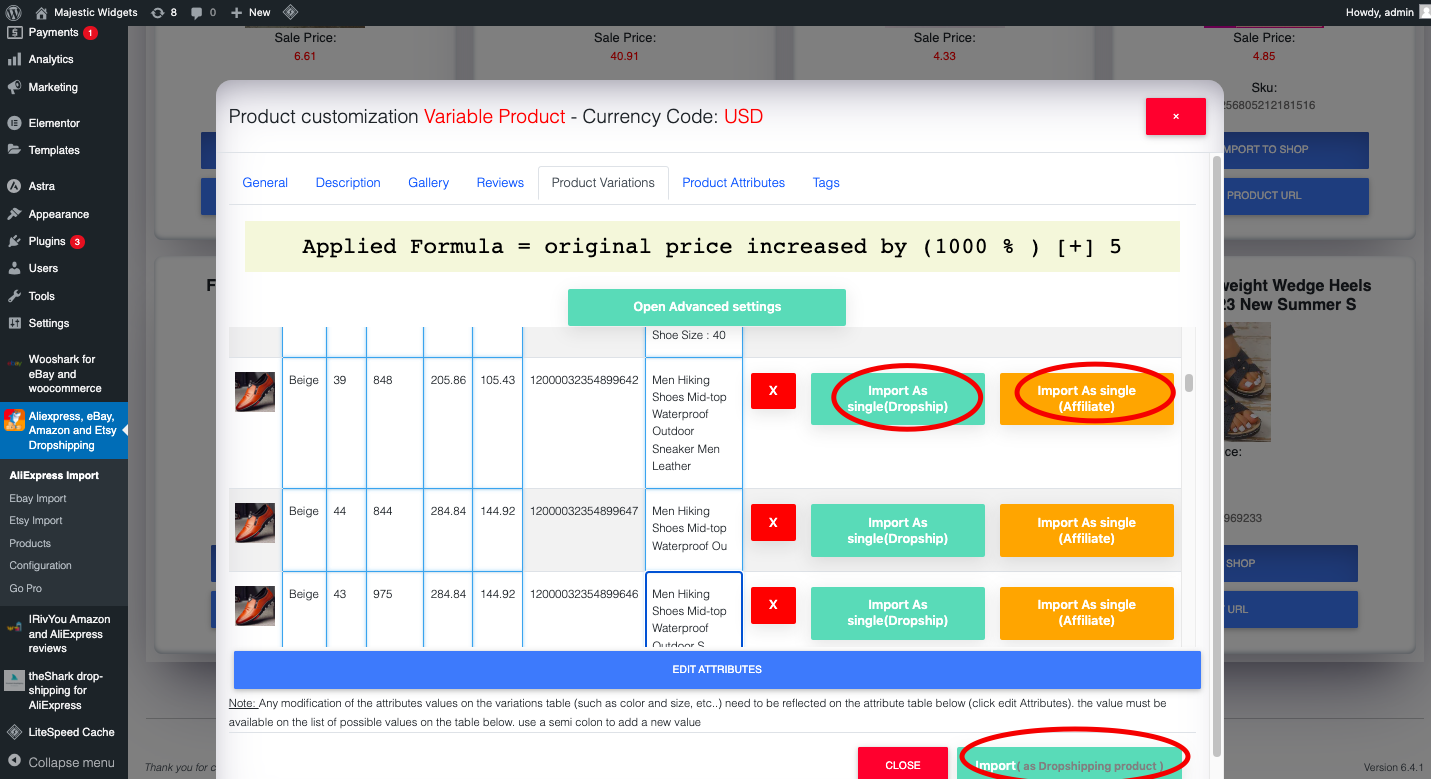 Majestic Widgets 8 0 New Howdy, admin
Payments 1
Analytics
Marketing
Elementor
Templates
Astra
Appearance
Plugins 3
Users
Tools
Settings
Wooshark for
eBay and
woocommerce
Aliexpress, eBay,
Amazon and Etsy
Dropshipping
AliExpress Import
Ebay Import
Etsy Import
Products
Configuration
Go Pro
IRivYou Amazon
and AliExpress
reviews
theShark drop-
shipping for
AliExpress
LiteSpeed Cache
Collapse menu
Sale Price: Sale Price: Sale Price: Sale Price:
6.61 40.91 4.33 4.85
Sku:
256805212181516
IMPORT TO SHOP
PRODUCT URL
Product customization Variable Product - Currency Code: USD
×
General Description Gallery Reviews Product Variations Product Attributes Tags
Applied Formula = original price increased by (1000 % ) [+] 5
Open Advanced settings
Shoe Size : 40
Beige 39 848 205.86 105.43 12000032354899642 Men Hiking
Shoes Mid-top
Waterproof
Outdoor
Sneaker Men
Leather
X
Import As
single(Dropship)
Import As single
(Affiliate)
Beige 44 844 284.84 144.92 12000032354899647 Men Hiking
Shoes Mid-top
Waterproof Ou
X
Import As
single(Dropship)
Import As single
(Affiliate)
Beige 43 975 284.84 144.92 12000032354899646 Men Hiking
Shoes Mid-top
Waterproof
Outdoor S
X
Import As
single(Dropship)
Import As single
(Affiliate)
EDIT ATTRIBUTES
Note: Any modification of the attributes values on the variations table (such as color and size, etc..) need to be reflected on the attribute table below (click edit Attributes). the value must be
available on the list of possible values on the table below. use a semi colon to add a new value
CLOSE
Import ( as Dropshipping product )
F
weight Wedge Heels
23 New Summer S
ce:
969233
SHOP
URL
Thank you for c
Version 6.4.1